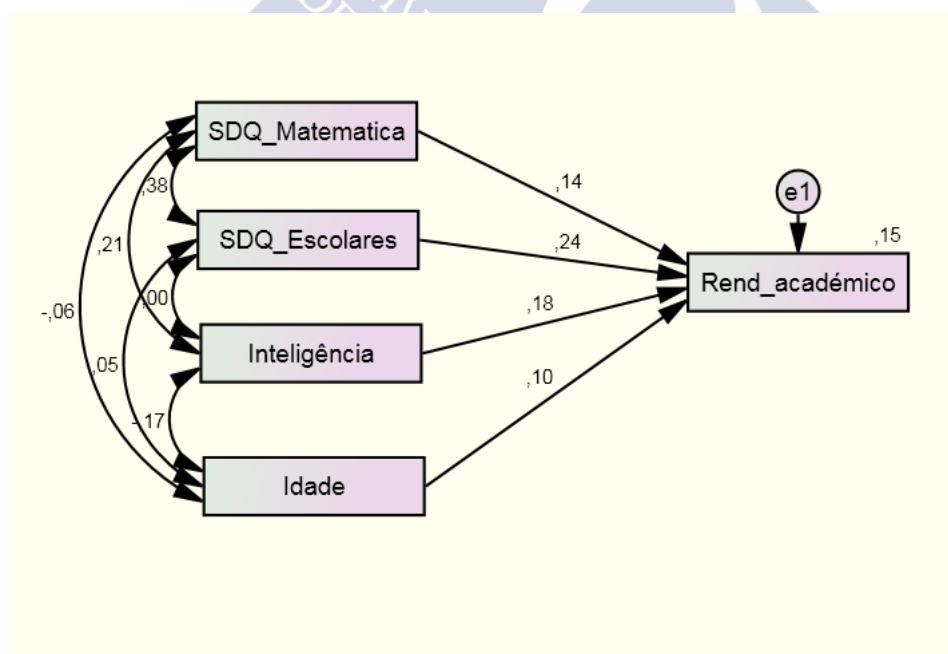 SDQ_Matematica
,38
,14
e1
,21
SDQ_Escolares
,24
,15
Rend_académico
-,06
,00
,18
Inteligência
,05
,10
-,17
Idade